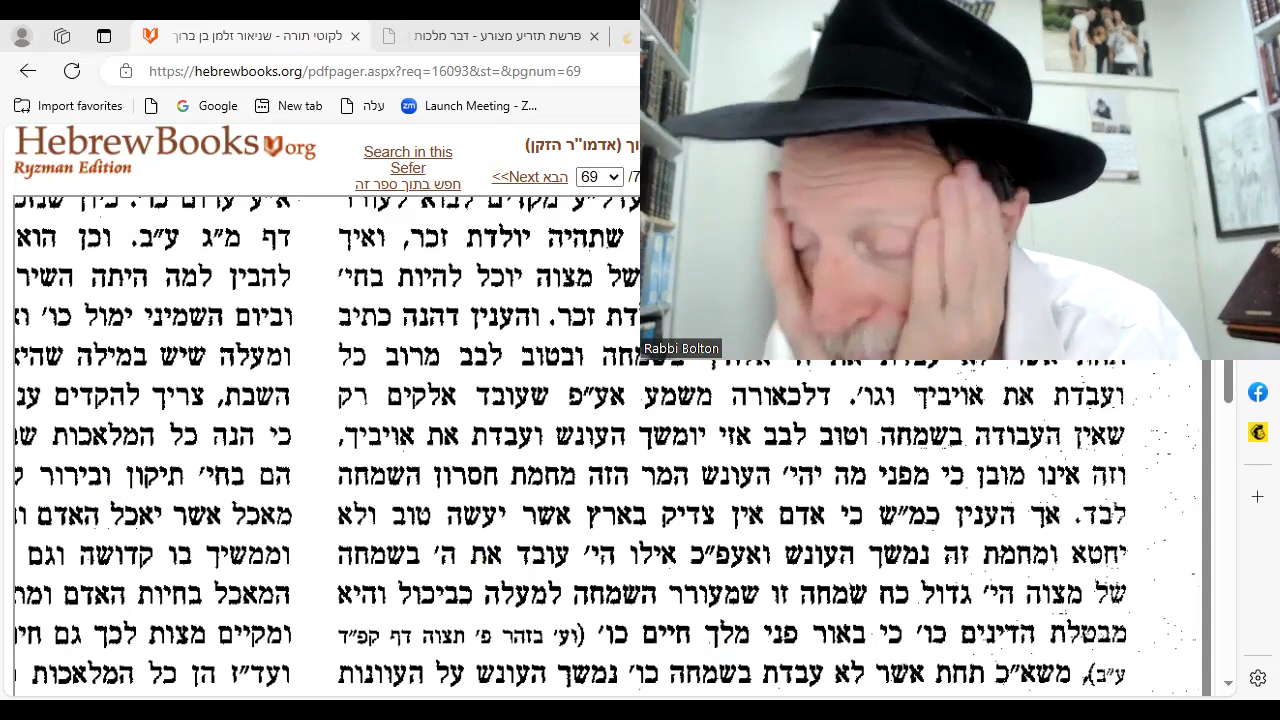 לקוטי תורה - שניאור זלמן בן ברוך
פרשת תזריע מצורע - דבר מלכות
https://hebrewbooks.org/pdfpager.aspx?req=16093&st=&pgnum=69
Import favorites
Google
New tab
עלה
Launch Meeting - Z...
HebrewBooks.org
Ryzman Edition
Search in this
Sefer
חפש בתוך ספר זה
וך (אדמו"ר הזקן)
<<Next הבא
69
/7
Rabbi Bolton
שתהיה יולדת זכר, ואיך
של מצוה יוכל להיות בחי׳
דת זכר. והענין דהנה כתיב
שמחה ובטוב לבב מרוב כל
ועבדת את אויביך וגו׳. דלכאורה משמע אע״פ שעובד אלקים רק
שאין העבודה בשמחה וטוב לבב אזי יומשך העונש ועבדת את אויביך,
וזה אינו מובן כי מפני מה יהי׳ העונש המר הזה מחמת חסרון השמחה
לבד. אך הענין כמ״ש כי אדם אין צדיק בארץ אשר יעשה טוב ולא
יחטא ומחמת זה נמשך העונש ואעפ״כ אילו הי׳ עובד את ה׳ בשמחה
של מצוה הי׳ גדול כח שמחה זו שמעורר השמחה למעלה כביכול והיא
מבטלת הדינים כו׳ כי באור פני מלך חיים כו׳ (וע׳ בזהר פ׳ תצוה דף קפ״ד
ע״ב). משא״כ תחת אשר לא עבדת בשמחה כו׳ נמשך העונש על העוונות
דף מ״ג ע״ב. וכן הוא
להבין למה היתה השיר
וביום השמיני ימול כו׳
ומעלה שיש במילה שהיא
השבת, צריך להקדים ענ
כי הנה כל המלאכות שב
הם בחי׳ תיקון ובירור ל
מאכל אשר יאכל האדם
וממשיך בו קדושה וגם
המאכל בחיות האדם ומת
ומקיים מצות לכך גם חי
ועד״ז הן כל המלאכות